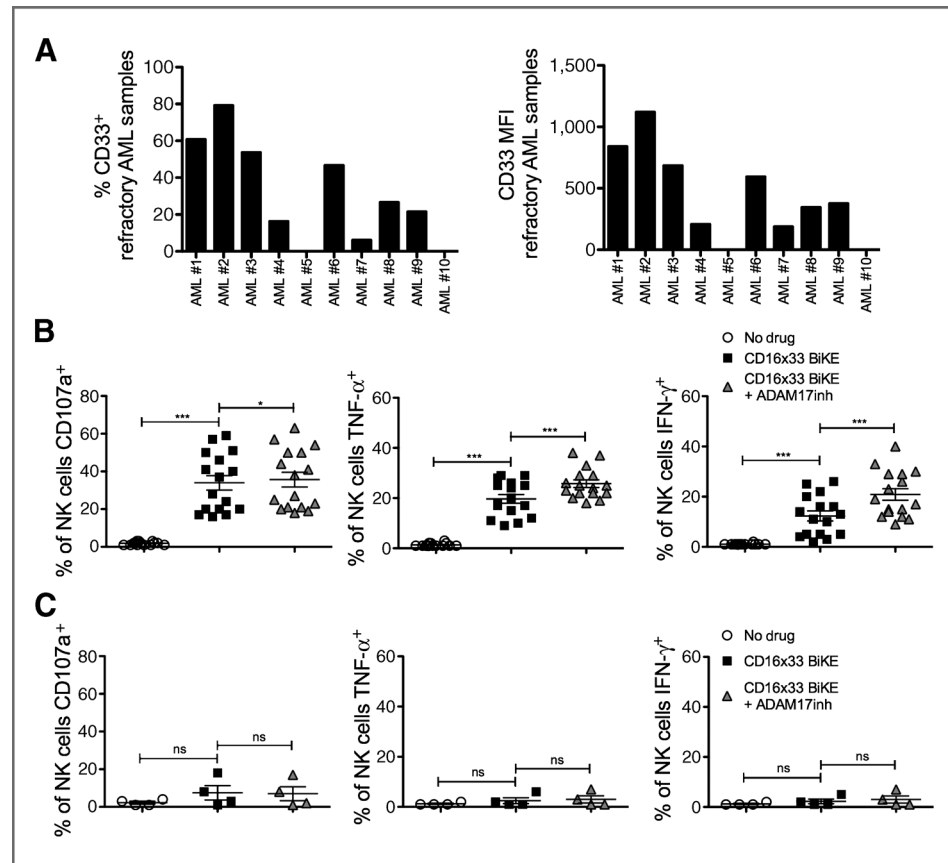 A
% CD33+
refractory AML samples
100
80
60
40
20
0
AML #1
AML #2
AML #3
AML #4
AML #5
AML #6
AML #7
AML #8
AML #9
AML #10
CD33 MFI
refractory AML samples
1,500
1,000
500
0
AML #1
AML #2
AML #3
AML #4
AML #5
AML #6
AML #7
AML #8
AML #9
AML #10
B
No drug
CD16x33 BiKE
CD16x33 BiKE
+ ADAM17inh
% of NK cells CD107a+
80
60
40
20
0
***
*
% of NK cells TNF-α+
60
40
20
0
***
***
% of NK cells IFN-γ+
60
40
20
0
***
***
C
No drug
CD16x33 BiKE
CD16x33 BiKE
+ ADAM17inh
% of NK cells CD107a+
80
60
40
20
0
ns
ns
% of NK cells TNF-α+
60
40
20
0
ns
ns
% of NK cells IFN-γ+
60
40
20
0
ns
ns